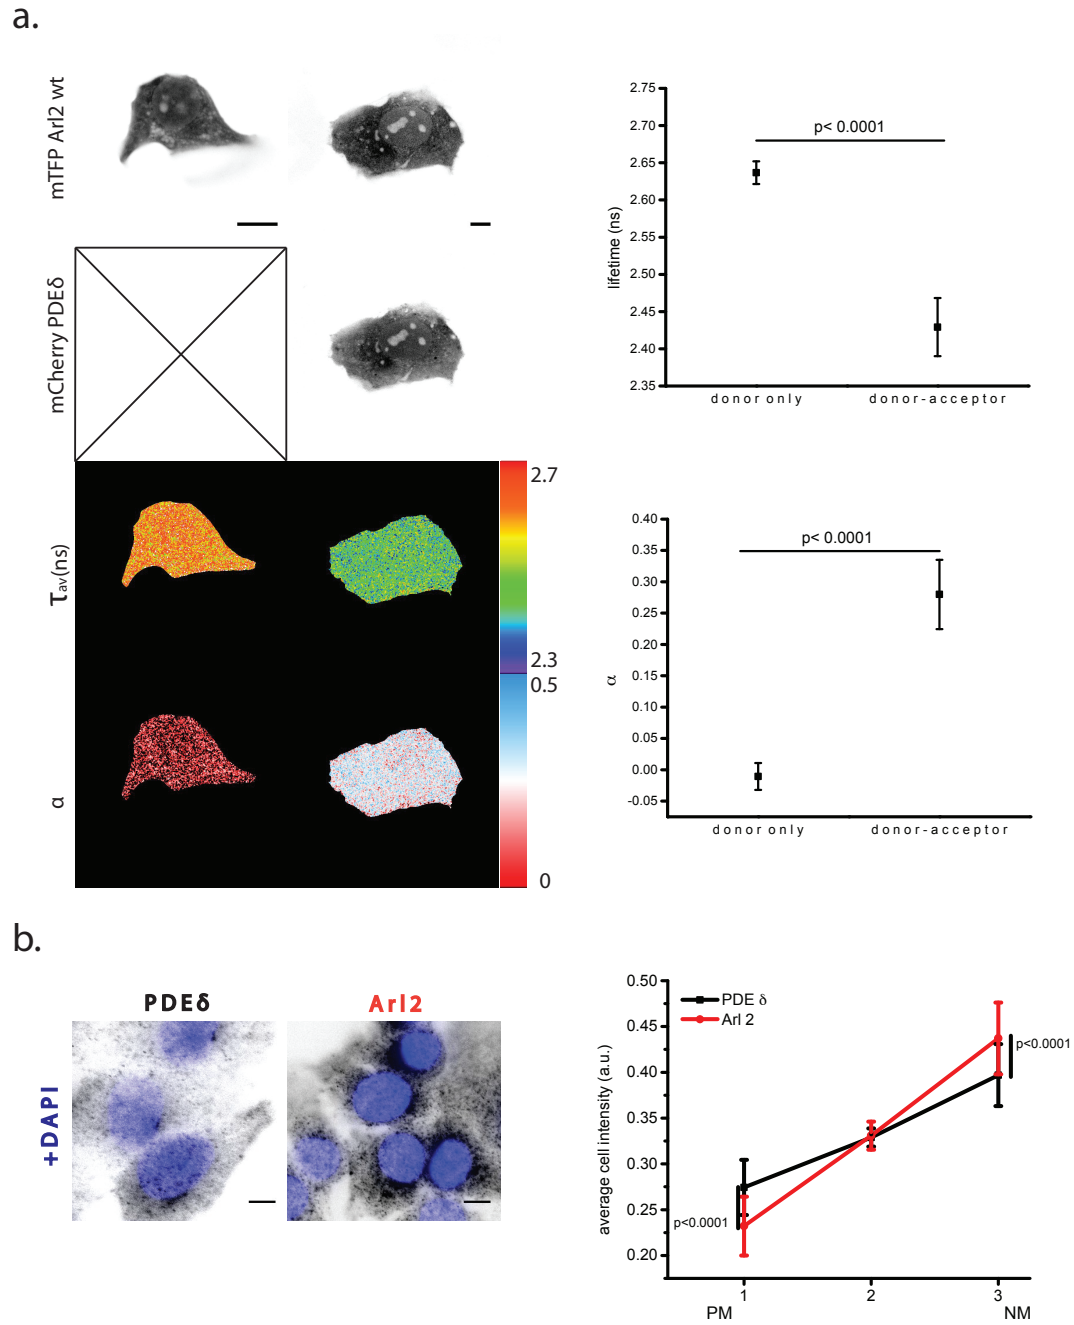 a.
mTFP Arl2 wt
mCherry PDEδ
τav(ns)
α
2.7
2.3
0.5
0
2.75
2.70
2.65
2.60
2.55
2.50
2.45
2.40
2.35
lifetime (ns)
p< 0.0001
donor only
donor-acceptor
0.40
0.35
0.30
0.25
0.20
0.15
0.10
0.05
0.00
-0.05
α
p< 0.0001
donor only
donor-acceptor
b.
PDEδ
Arl2
+DAPI
0.50
0.45
0.40
0.35
0.30
0.25
0.20
average cell intensity (a.u.)
PDE δ
Arl 2
p<0.0001
p<0.0001
1
2
3
PM
NM